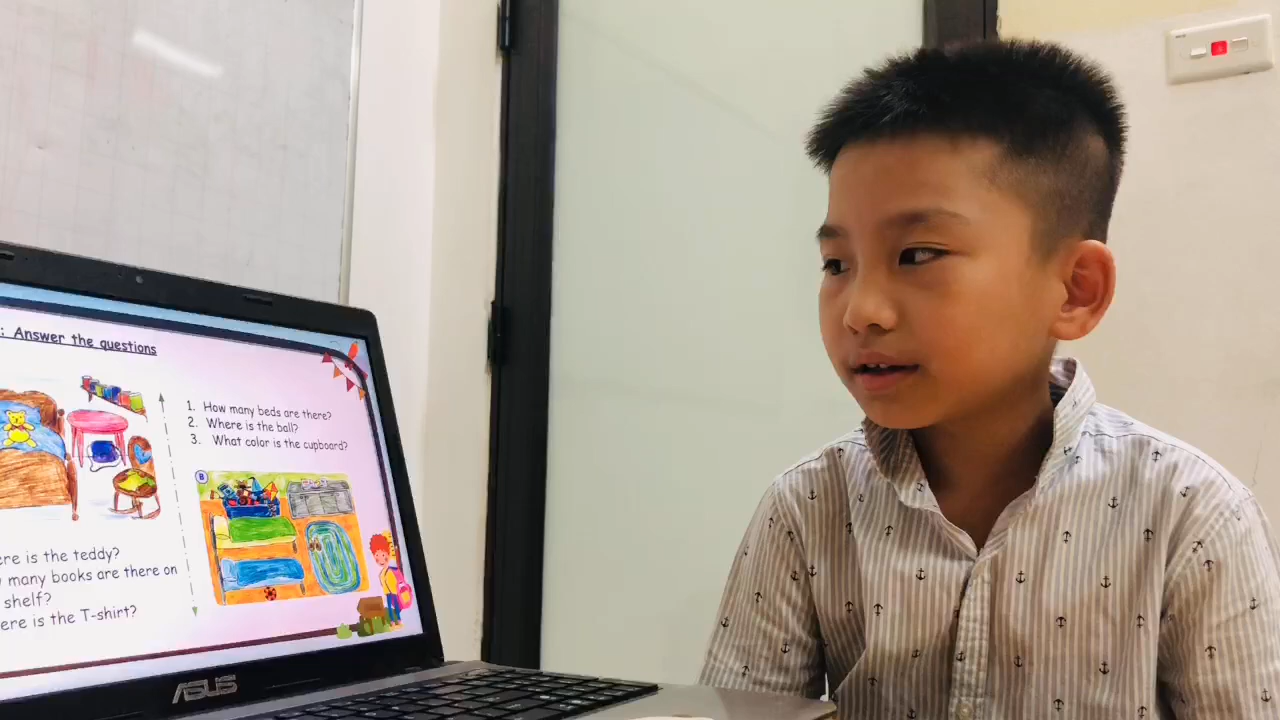 : Answer the questions
1. How many beds are there?
2. Where is the ball?
3. What color is the cupboard?
B
ere is the teddy?
many books are there on
shelf?
ere is the T-shirt?
ASUS